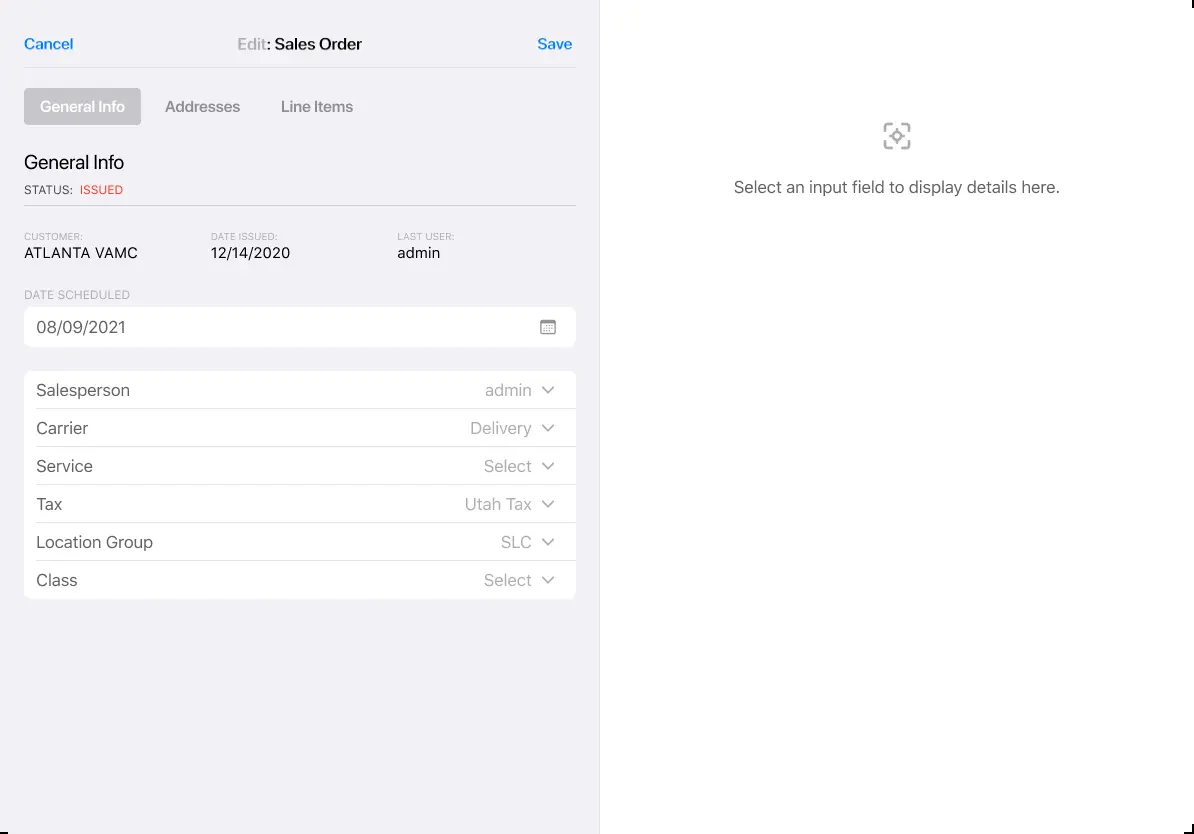 Cancel Edit: Sales Order Save
General Info Addresses Line Items
General Info
STATUS: ISSUED
CUSTOMER: DATE ISSUED: LAST USER:
ATLANTA VAMC 12/14/2020 admin
DATE SCHEDULED
08/09/2021
Salesperson admin
Carrier Delivery
Service Select
Tax Utah Tax
Location Group SLC
Class Select
Select an input field to display details here.